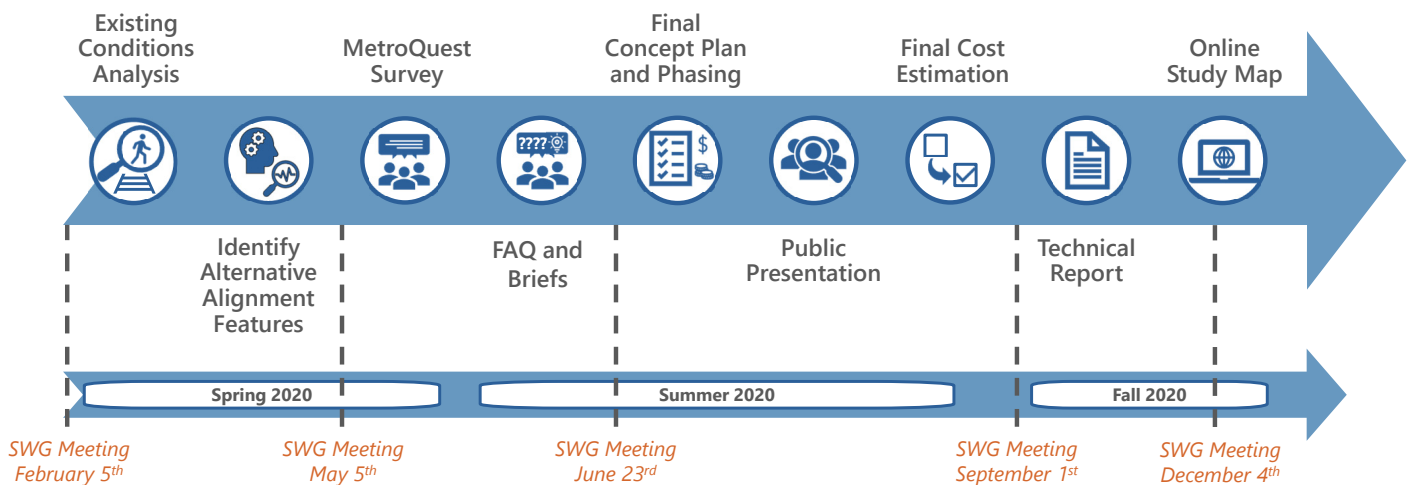 Existing
Conditions
Analysis
MetroQuest
Survey
Final
Concept Plan
and Phasing
Final Cost
Estimation
Online
Study Map
????
$
Identify
Alternative
Alignment
Features
FAQ and
Briefs
Public
Presentation
Technical
Report
Spring 2020
Summer 2020
Fall 2020
SWG Meeting
February 5th
SWG Meeting
May 5th
SWG Meeting
June 23rd
SWG Meeting
September 1st
SWG Meeting
December 4th